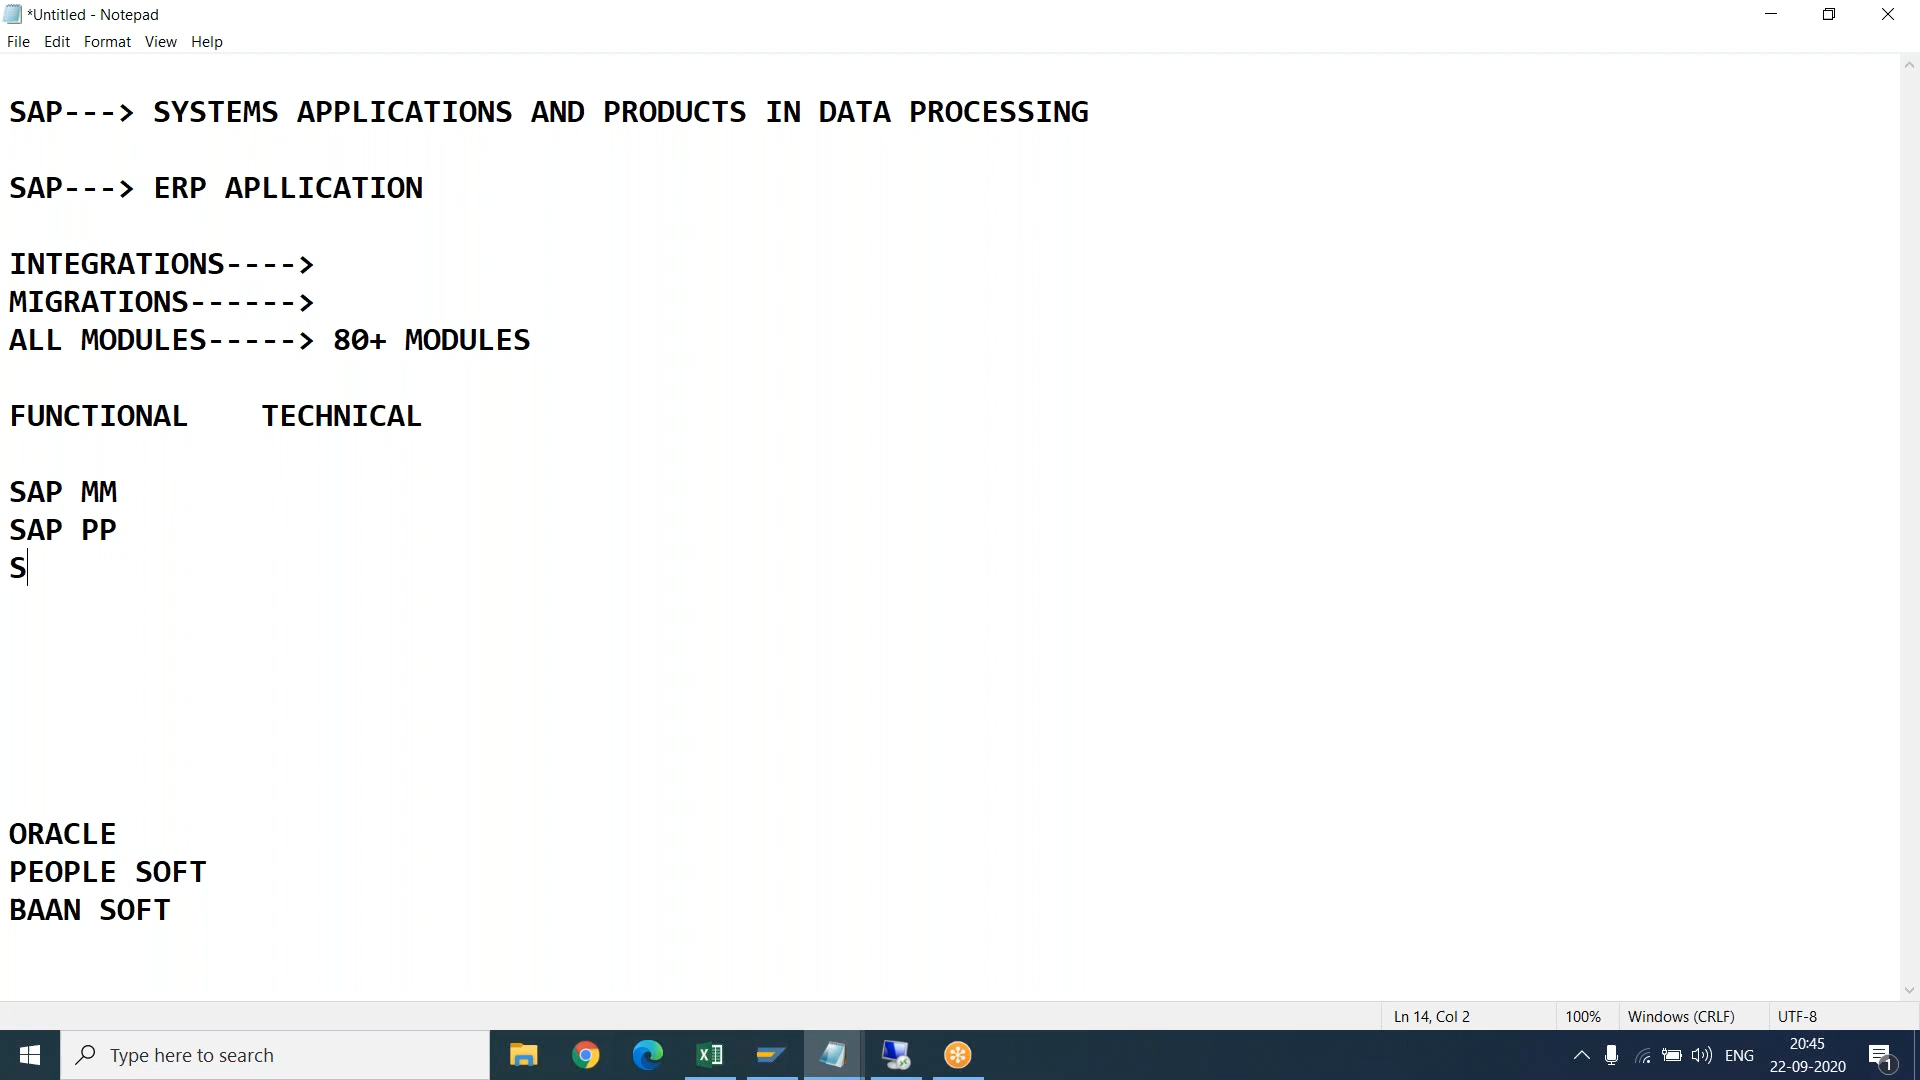 *Untitled - Notepad
File Edit Format View Help
SAP---> SYSTEMS APPLICATIONS AND PRODUCTS IN DATA PROCESSING
SAP---> ERP APLLICATION
INTEGRATIONS---->
MIGRATIONS------>
ALL MODULES-----> 80+ MODULES
FUNCTIONAL    TECHNICAL
SAP MM
SAP PP
S
ORACLE
PEOPLE SOFT
BAAN SOFT
Ln 14, Col 2 100% Windows (CRLF) UTF-8
Type here to search
ENG
20:45
22-09-2020
1